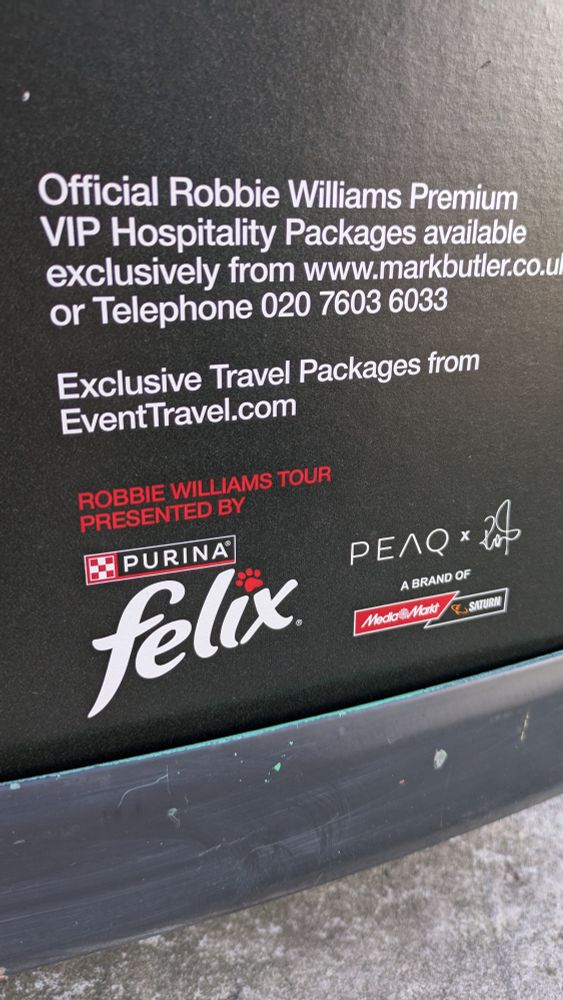 Official Robbie Williams Premium
VIP Hospitality Packages available
exclusively from www.markbutler.co.u
or Telephone 020 7603 6033
Exclusive Travel Packages from
EventTravel.com
ROBBIE WILLIAMS TOUR
PRESENTED BY
PURINA®
felix®
PEAQ x
A BRAND OF
MediaMarkt SATURN